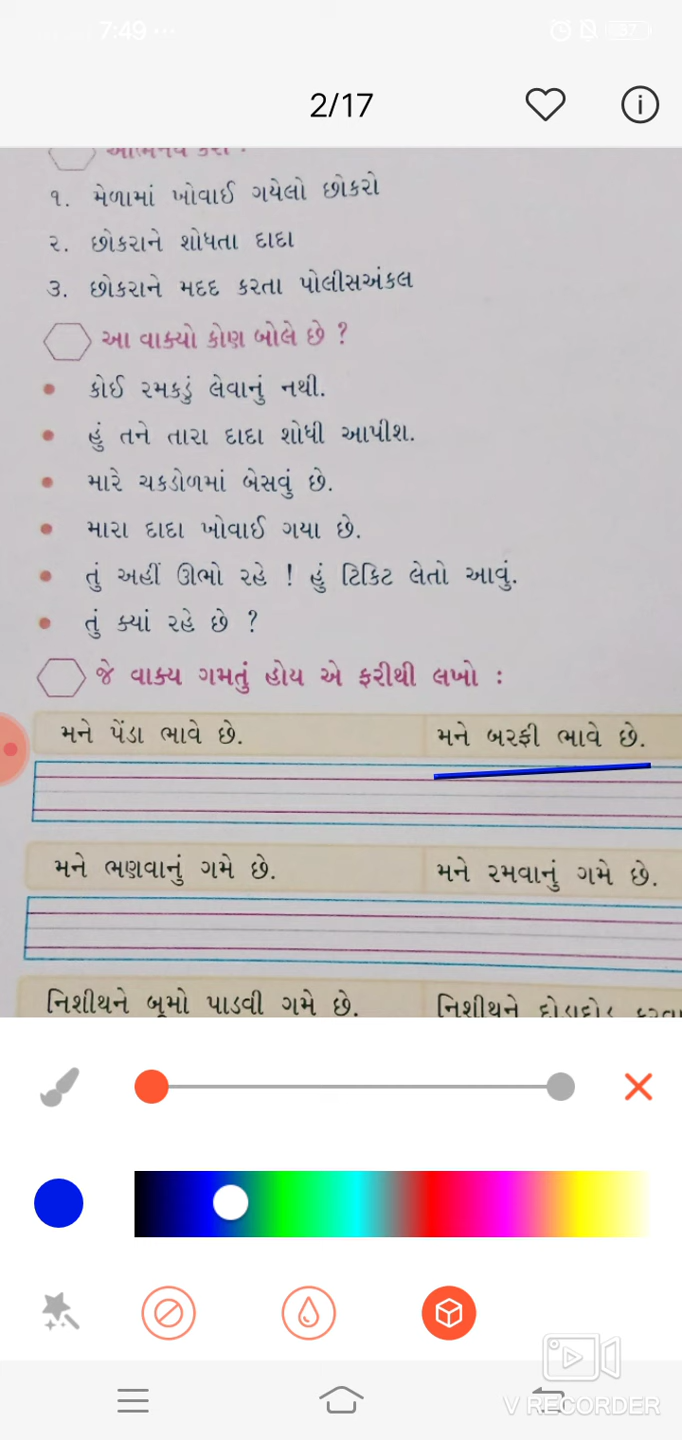 7:49
37
2/17
૧. મેળામાં ખોવાઈ ગયેલો છોકરો
૨. છોકરાને શોધતા દાદા
૩. છોકરાને મદદ કરતા પોલીસઅંકલ
આ વાક્યો કોણ બોલે છે ?
• કોઈ રમકડું લેવાનું નથી.
• હું તને તારા દાદા શોધી આપીશ.
• મારે ચકડોળમાં બેસવું છે.
• મારા દાદા ખોવાઈ ગયા છે.
• તું અહીં ઊભો રહે ! હું ટિકિટ લેતો આવું.
• તું ક્યાં રહે છે ?
જે વાક્ય ગમતું હોય એ ફરીથી લખો :
મને પેંડા ભાવે છે. મને બરફી ભાવે છે.
મને ભણવાનું ગમે છે. મને રમવાનું ગમે છે.
નિશીથને બૂમો પાડવી ગમે છે. નિશીથને
V RECORDER